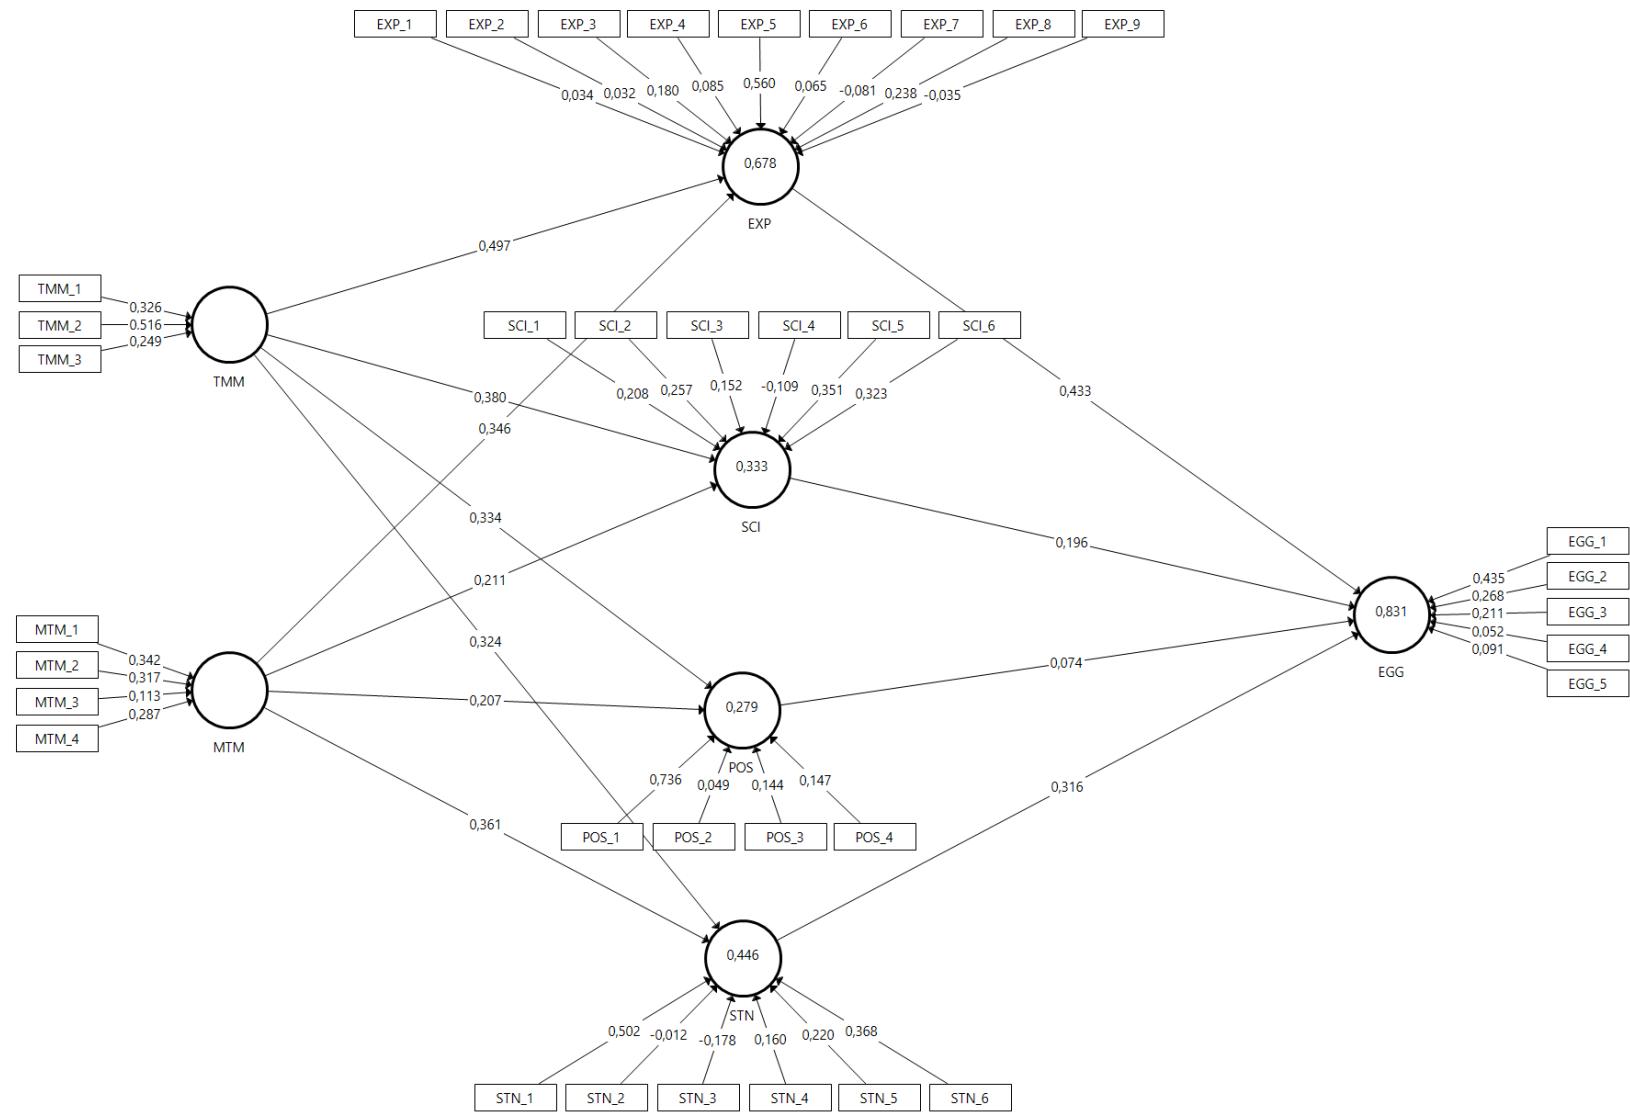 EXP_1 EXP_2 EXP_3 EXP_4 EXP_5 EXP_6 EXP_7 EXP_8 EXP_9
0,034 0,032 0,180 0,085 0,560 0,065 -0,081 0,238 -0,035
0,678
EXP
0,497
TMM_1
0,326
TMM_2
0,516
TMM_3
0,249
TMM
SCI_1 SCI_2 SCI_3 SCI_4 SCI_5 SCI_6
0,208 0,257 0,152 -0,109 0,351 0,323
0,433
0,380
0,346
0,333
SCI
0,334
0,196
0,211
EGG_1
0,435
EGG_2
0,268
EGG_3
0,211
EGG_4
0,052
EGG_5
0,091
0,831
EGG
MTM_1
0,342
MTM_2
0,317
MTM_3
0,113
MTM_4
0,287
MTM
0,324
0,074
0,207
0,279
POS
0,736 0,049 0,144 0,147
POS_1 POS_2 POS_3 POS_4
0,316
0,361
0,446
STN
0,502 -0,012 -0,178 0,160 0,220 0,368
STN_1 STN_2 STN_3 STN_4 STN_5 STN_6